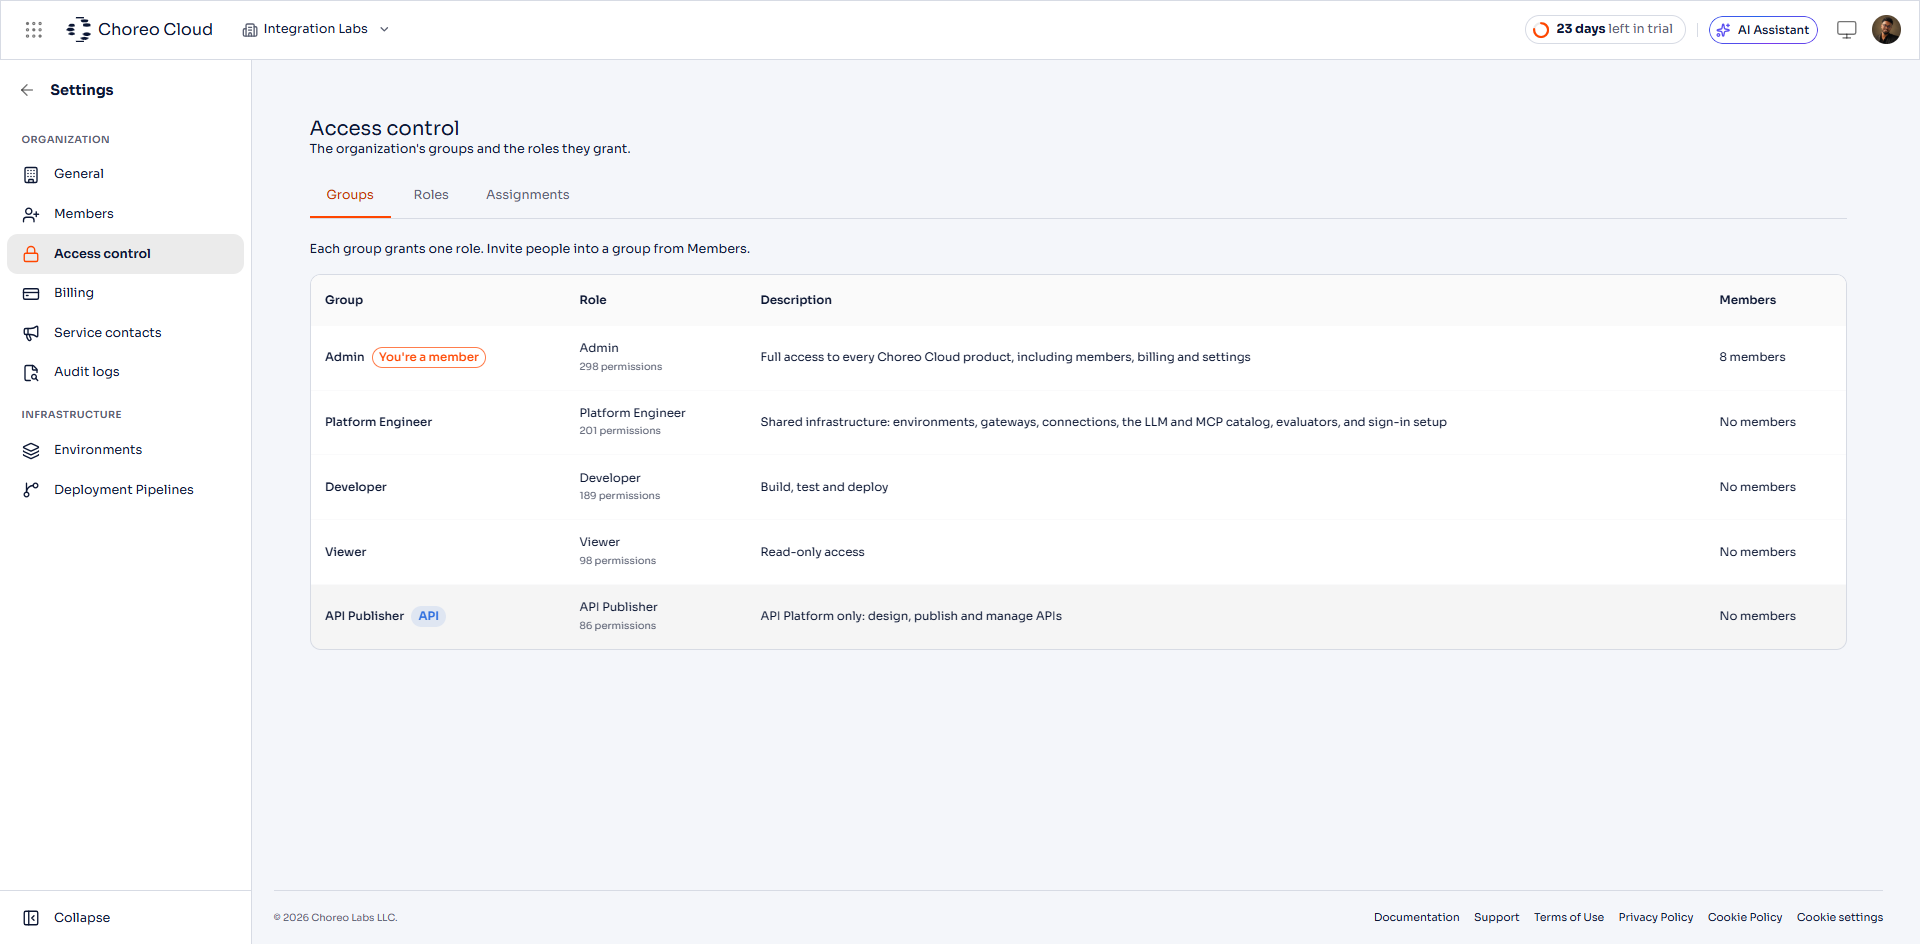 Choreo Cloud
Integration Labs
23 days left in trial
AI Assistant
Settings
ORGANIZATION
General
Members
Access control
Billing
Service contacts
Audit logs
INFRASTRUCTURE
Environments
Deployment Pipelines
Collapse
Access control
The organization's groups and the roles they grant.
Groups Roles Assignments
Each group grants one role. Invite people into a group from Members.
Group Role Description Members
Admin You're a member Admin 298 permissions Full access to every Choreo Cloud product, including members, billing and settings 8 members
Platform Engineer Platform Engineer 201 permissions Shared infrastructure: environments, gateways, connections, the LLM and MCP catalog, evaluators, and sign-in setup No members
Developer Developer 189 permissions Build, test and deploy No members
Viewer Viewer 98 permissions Read-only access No members
API Publisher API API Publisher 86 permissions API Platform only: design, publish and manage APIs No members
© 2026 Choreo Labs LLC.
Documentation Support Terms of Use Privacy Policy Cookie Policy Cookie settings